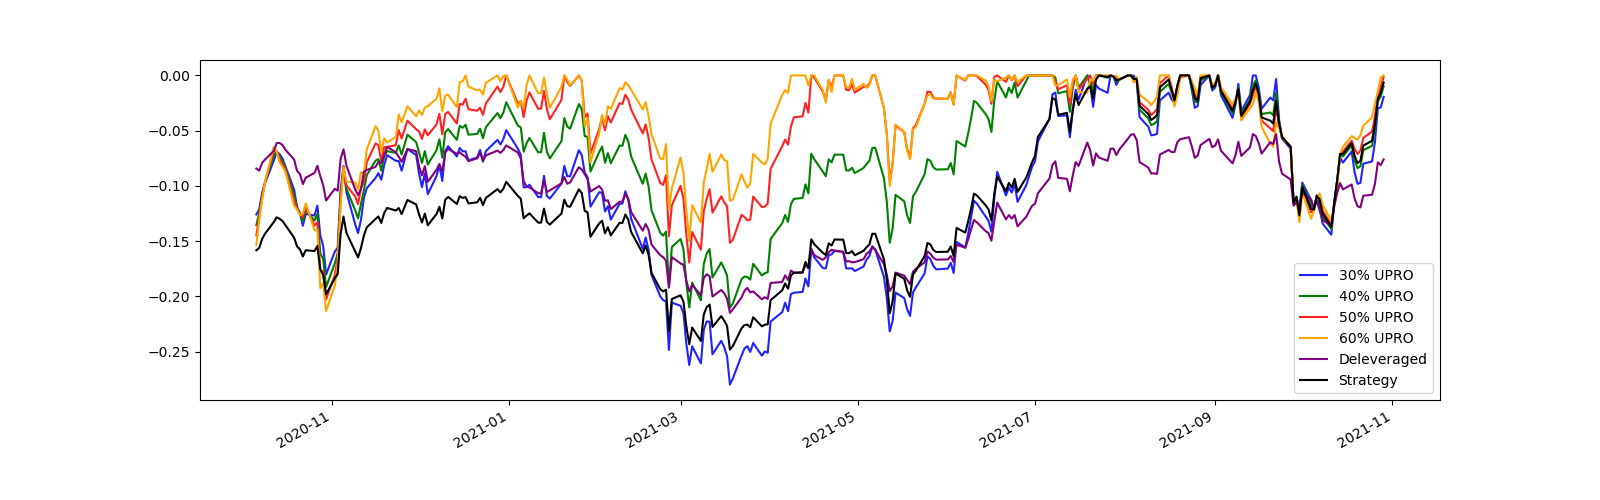 0.00
−0.05
−0.10
−0.15
−0.20
−0.25
2020-11
2021-01
2021-03
2021-05
2021-07
2021-09
2021-11
30% UPRO
40% UPRO
50% UPRO
60% UPRO
Deleveraged
Strategy